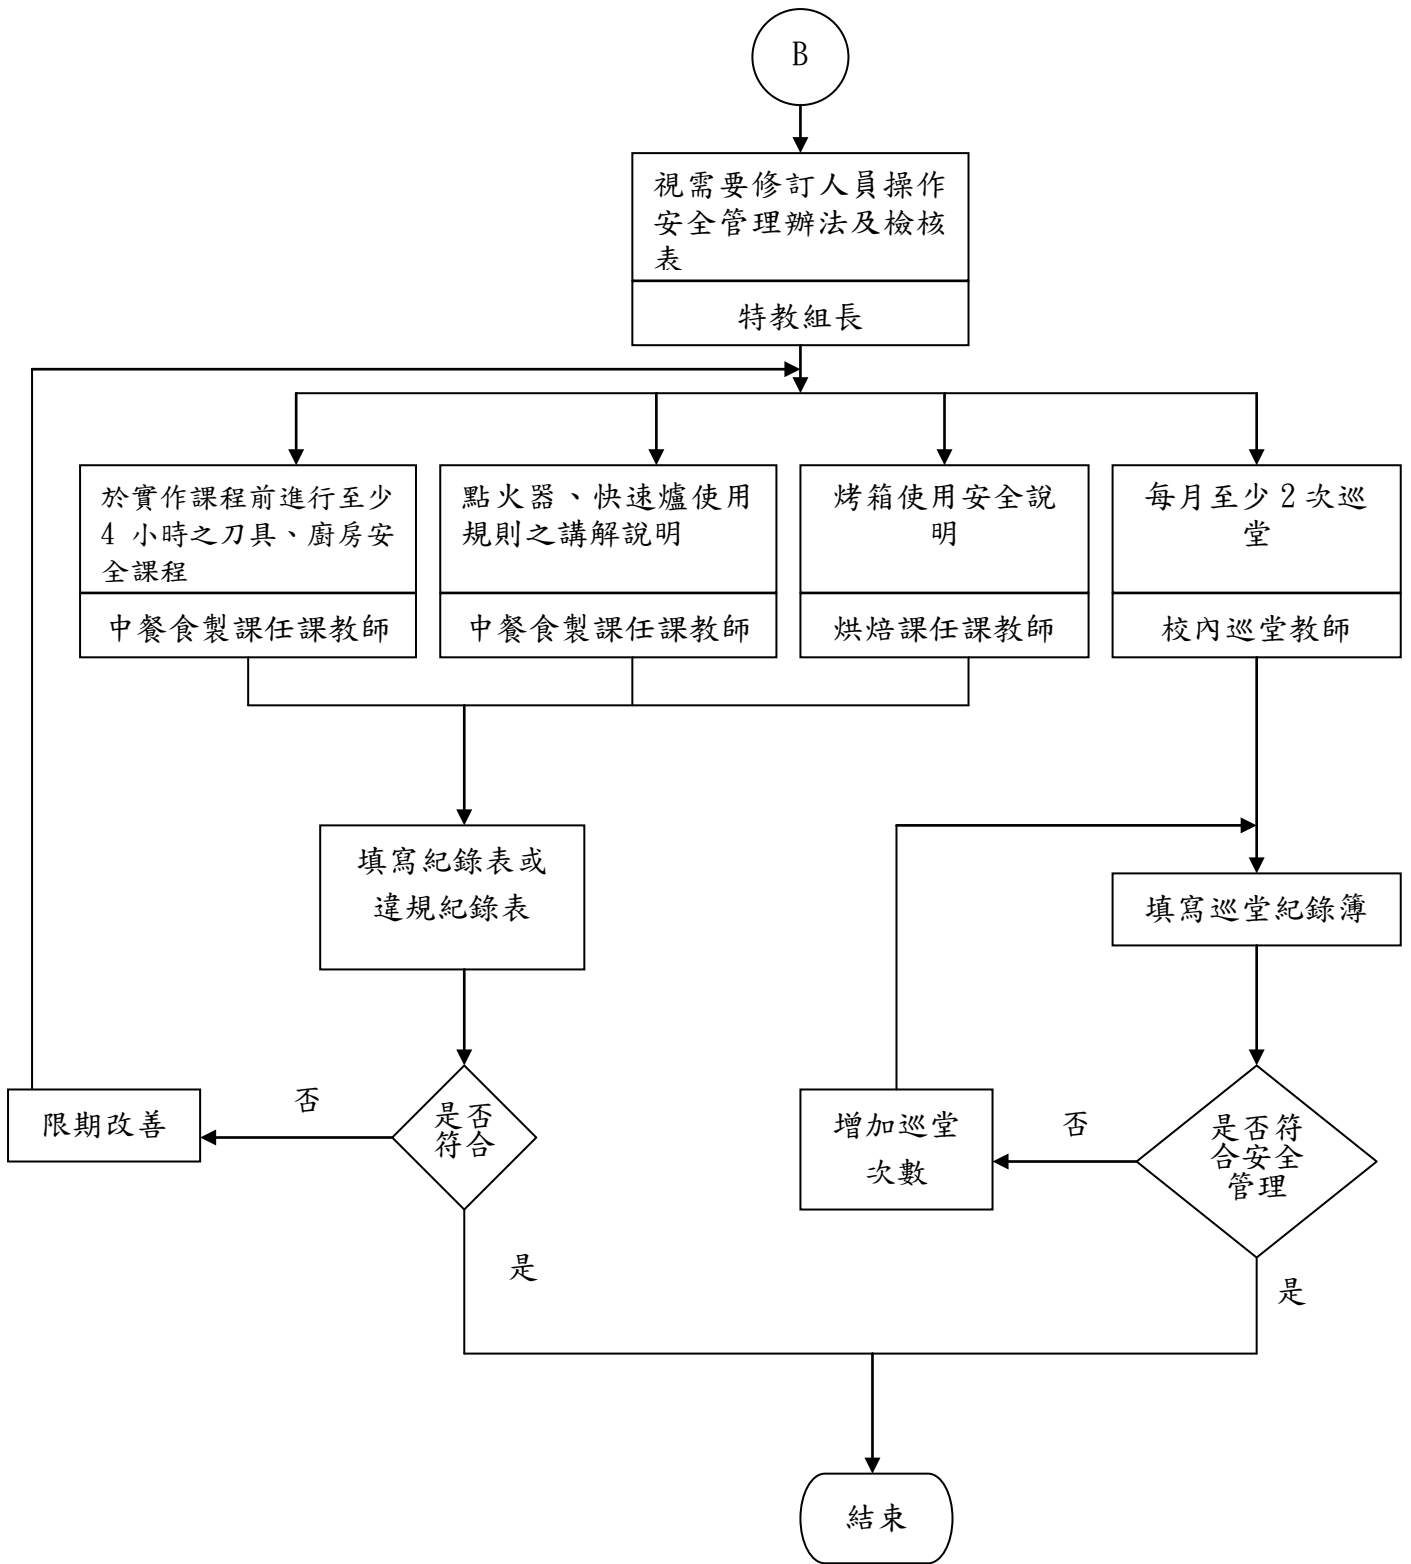 B
視需要修訂人員操作
安全管理辦法及檢核
表
特教組長
於實作課程前進行至少
4 小時之刀具、廚房安
全課程
中餐食製課任課教師
點火器、快速爐使用
規則之講解說明
中餐食製課任課教師
烤箱使用安全說
明
烘焙課任課教師
每月至少 2 次巡
堂
校內巡堂教師
填寫紀錄表或
違規紀錄表
填寫巡堂紀錄簿
限期改善
否
是否
符合
是
增加巡堂
次數
否
是否符
合安全
管理
是
結束